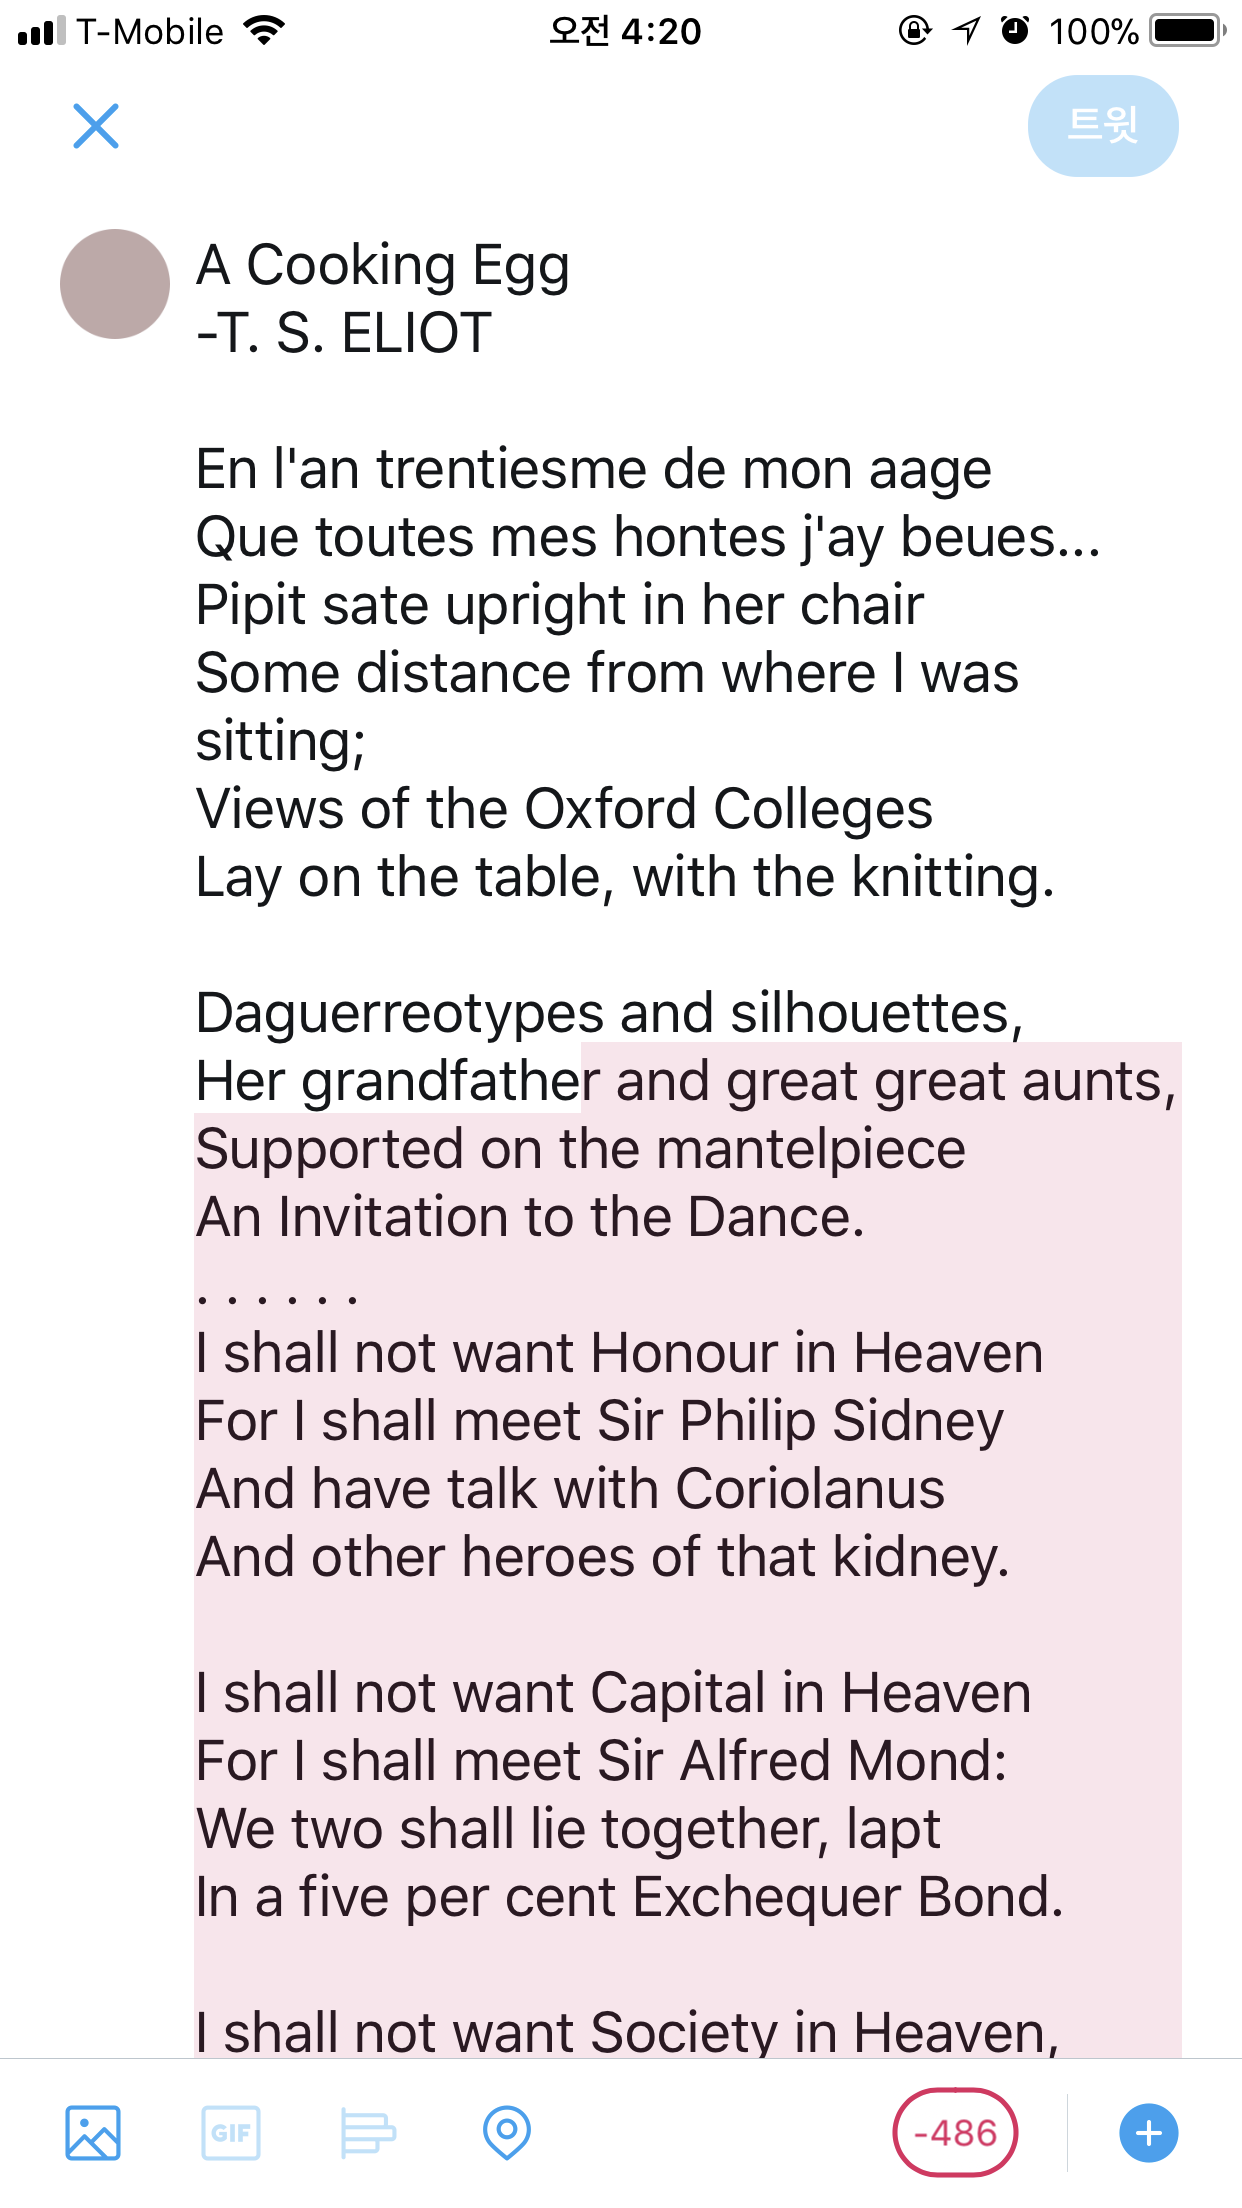 T-Mobile 오전 4:20 100%
트윗
A Cooking Egg
-T. S. ELIOT
En l'an trentiesme de mon aage
Que toutes mes hontes j'ay beues...
Pipit sate upright in her chair
Some distance from where I was
sitting;
Views of the Oxford Colleges
Lay on the table, with the knitting.
Daguerreotypes and silhouettes,
Her grandfather and great great aunts,
Supported on the mantelpiece
An Invitation to the Dance.
. . . . . .
I shall not want Honour in Heaven
For I shall meet Sir Philip Sidney
And have talk with Coriolanus
And other heroes of that kidney.
I shall not want Capital in Heaven
For I shall meet Sir Alfred Mond:
We two shall lie together, lapt
In a five per cent Exchequer Bond.
I shall not want Society in Heaven,
GIF -486